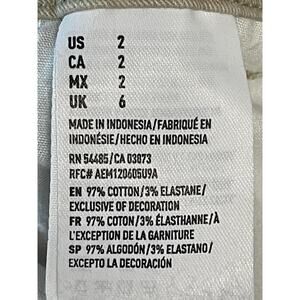 US 2
CA 2
MX 2
UK 6
MADE IN INDONESIA/FABRIQUÉ EN
INDONÉSIE/HECHO EN INDONESIA
RN 54485/CA 03073
RFC# AEM120605U9A
EN 97% COTTON/3% ELASTANE/
EXCLUSIVE OF DECORATION
FR 97% COTON/3% ÉLASTHANNE/À
L'EXCEPTION DE LA GARNITURE
SP 97% ALGODÓN/3% ELASTANO/
EXCEPTO LA DECORACIÓN